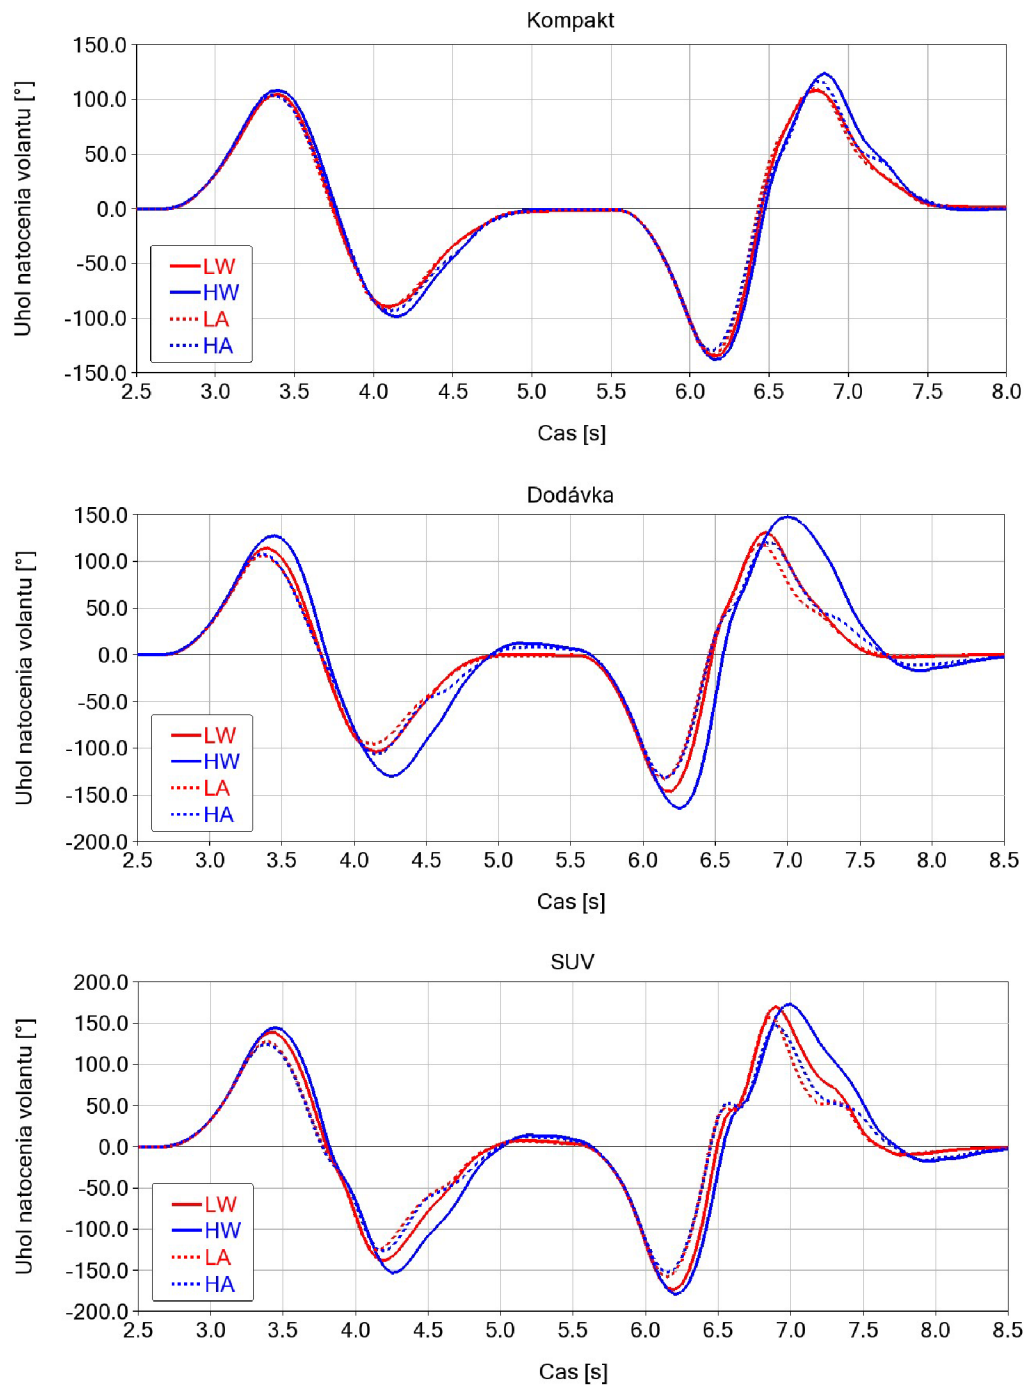 Kompakt
Uhol natocenia volantu [°]
150.0
100.0
50.0
0.0
-50.0
-100.0
-150.0
LW
HW
LA
HA
2.5 3.0 3.5 4.0 4.5 5.0 5.5 6.0 6.5 7.0 7.5 8.0
Cas [s]
Dodávka
Uhol natocenia volantu [°]
150.0
100.0
50.0
0.0
-50.0
-100.0
-150.0
-200.0
LW
HW
LA
HA
2.5 3.0 3.5 4.0 4.5 5.0 5.5 6.0 6.5 7.0 7.5 8.0 8.5
Cas [s]
SUV
Uhol natocenia volantu [°]
200.0
150.0
100.0
50.0
0.0
-50.0
-100.0
-150.0
-200.0
LW
HW
LA
HA
2.5 3.0 3.5 4.0 4.5 5.0 5.5 6.0 6.5 7.0 7.5 8.0 8.5
Cas [s]